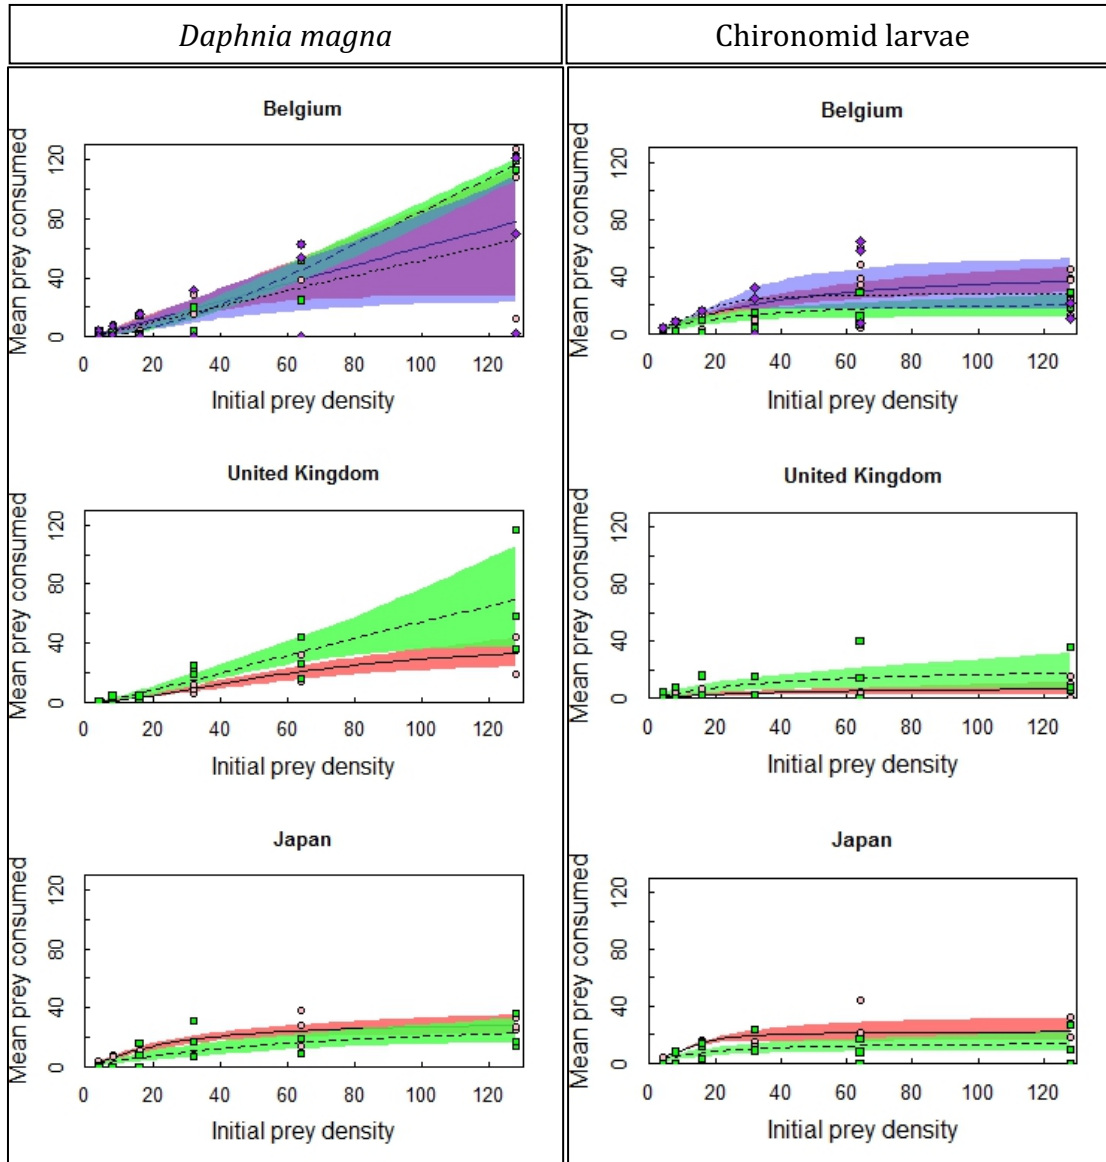 Daphnia magna
Chironomid larvae
Belgium
Mean prey consumed
0 40 80 120
0 20 40 60 80 100 120
Initial prey density
Belgium
Mean prey consumed
0 40 80 120
0 20 40 60 80 100 120
Initial prey density
United Kingdom
Mean prey consumed
0 40 80 120
0 20 40 60 80 100 120
Initial prey density
United Kingdom
Mean prey consumed
0 40 80 120
0 20 40 60 80 100 120
Initial prey density
Japan
Mean prey consumed
0 40 80 120
0 20 40 60 80 100 120
Initial prey density
Japan
Mean prey consumed
0 40 80 120
0 20 40 60 80 100 120
Initial prey density